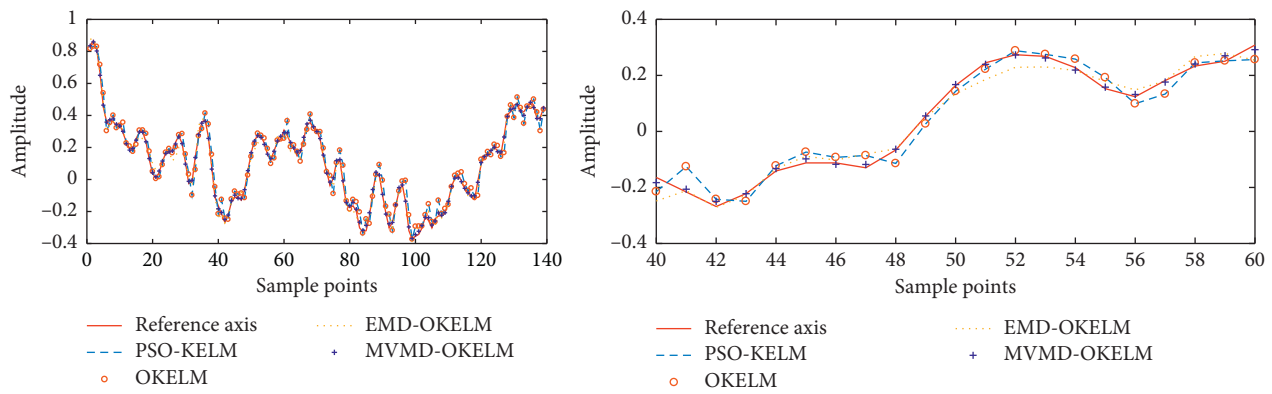 1
0.8
0.6
0.4
0.2
0
−0.2
−0.4
Amplitude
0 20 40 60 80 100 120 140
Sample points
Reference axis
PSO-KELM
OKELM
EMD-OKELM
MVMD-OKELM
0.4
0.2
0
−0.2
−0.4
Amplitude
40 42 44 46 48 50 52 54 56 58 60
Sample points
Reference axis
PSO-KELM
OKELM
EMD-OKELM
MVMD-OKELM